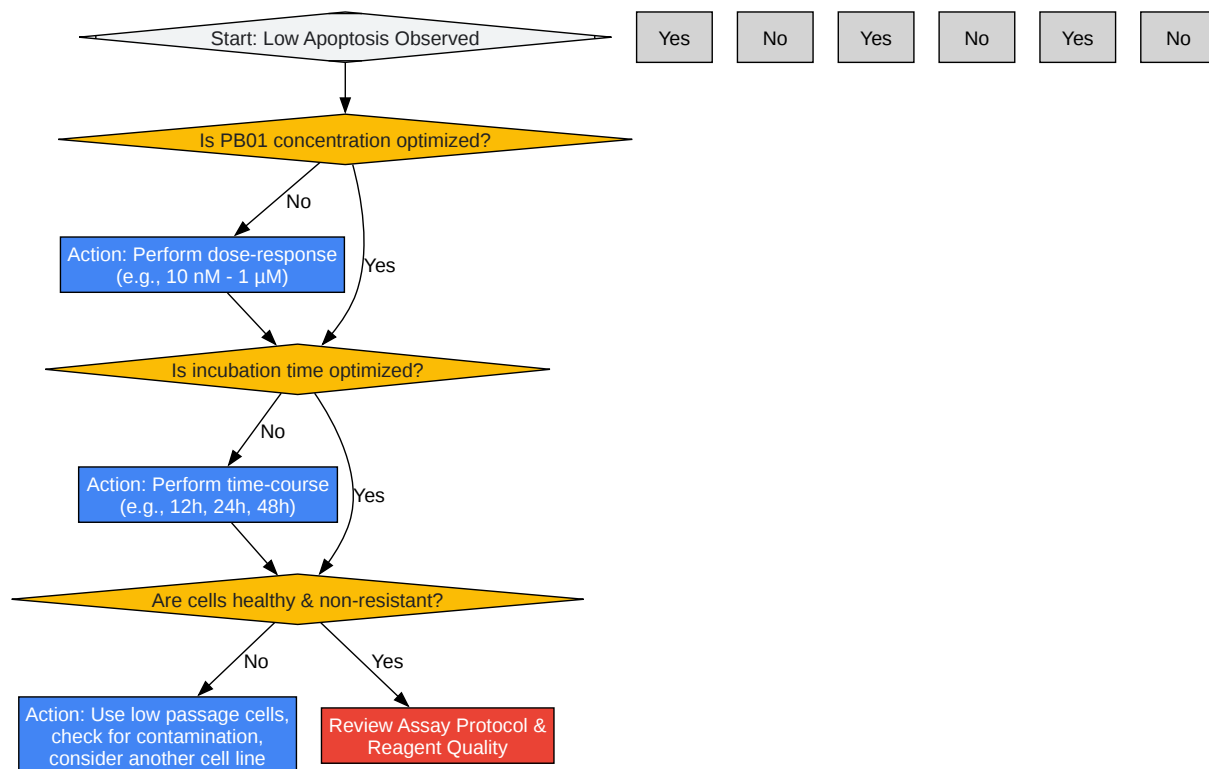 Start: Low Apoptosis Observed
Yes
No
Yes
No
Yes
No
Is PB01 concentration optimized?
No
Action: Perform dose-response
(e.g., 10 nM - 1 µM)
Yes
Is incubation time optimized?
No
Action: Perform time-course
(e.g., 12h, 24h, 48h)
Yes
Are cells healthy & non-resistant?
No
Yes
Action: Use low passage cells,
check for contamination,
consider another cell line
Review Assay Protocol &
Reagent Quality